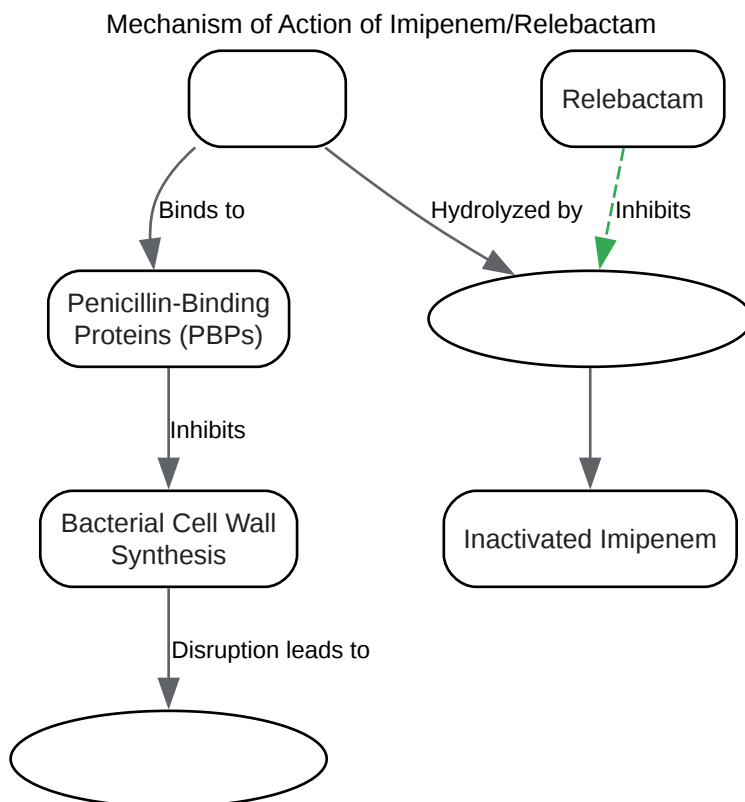 Mechanism of Action of Imipenem/Relebactam
Relebactam
Binds to
Hydrolyzed by
Inhibits
Penicillin-Binding
Proteins (PBPs)
Inhibits
Bacterial Cell Wall
Synthesis
Inactivated Imipenem
Disruption leads to